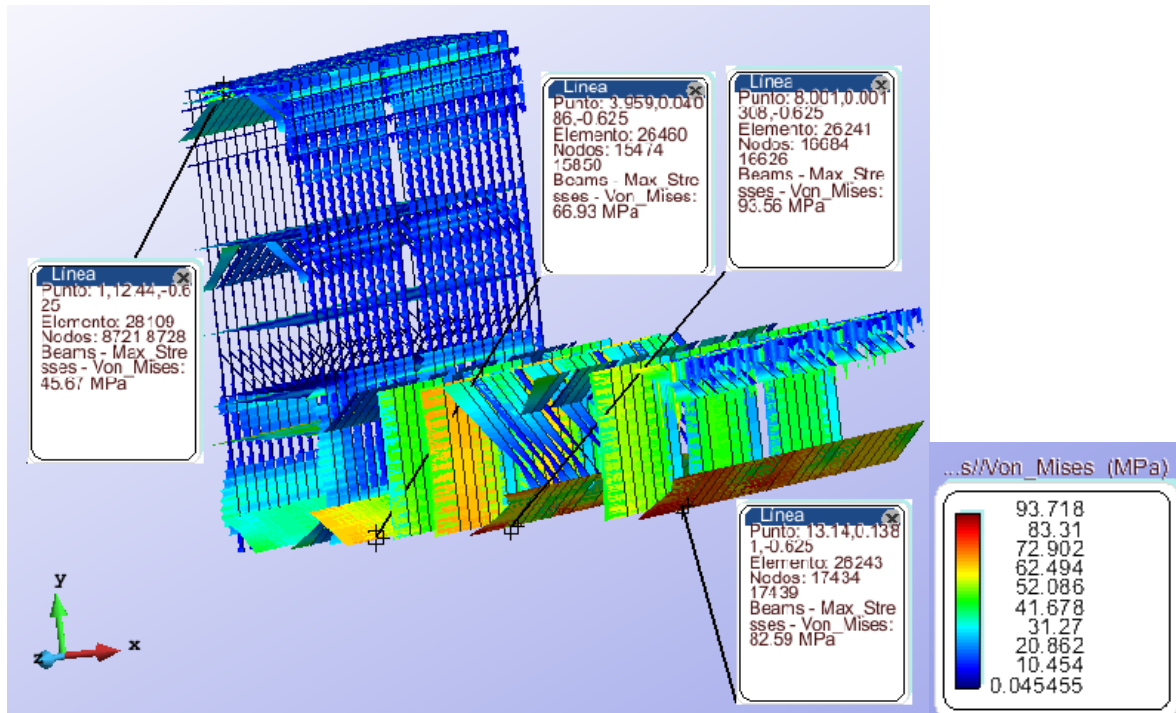 Línea
Punto: 3.959,0.040
86,-0.625
Elemento: 26460
Nodos: 15474
15850
Beams - Max_Stre
sses - Von_Mises:
66.93 MPa
Línea
Punto: 8.001,0.001
308,-0.625
Elemento: 26241
Nodos: 16684
16626
Beams - Max_Stre
sses - Von_Mises:
93.56 MPa
Línea
Punto: 1,12.44,-0.6
25
Elemento: 28109
Nodos: 8721 8728
Beams - Max_Stre
sses - Von_Mises:
45.67 MPa
Línea
Punto: 13.14,0.138
1,-0.625
Elemento: 26243
Nodos: 17434
17439
Beams - Max_Stre
sses - Von_Mises:
82.59 MPa
...s//Von_Mises (MPa)
93.718
83.31
72.902
62.494
52.086
41.678
31.27
20.862
10.454
0.045455
y
x
z